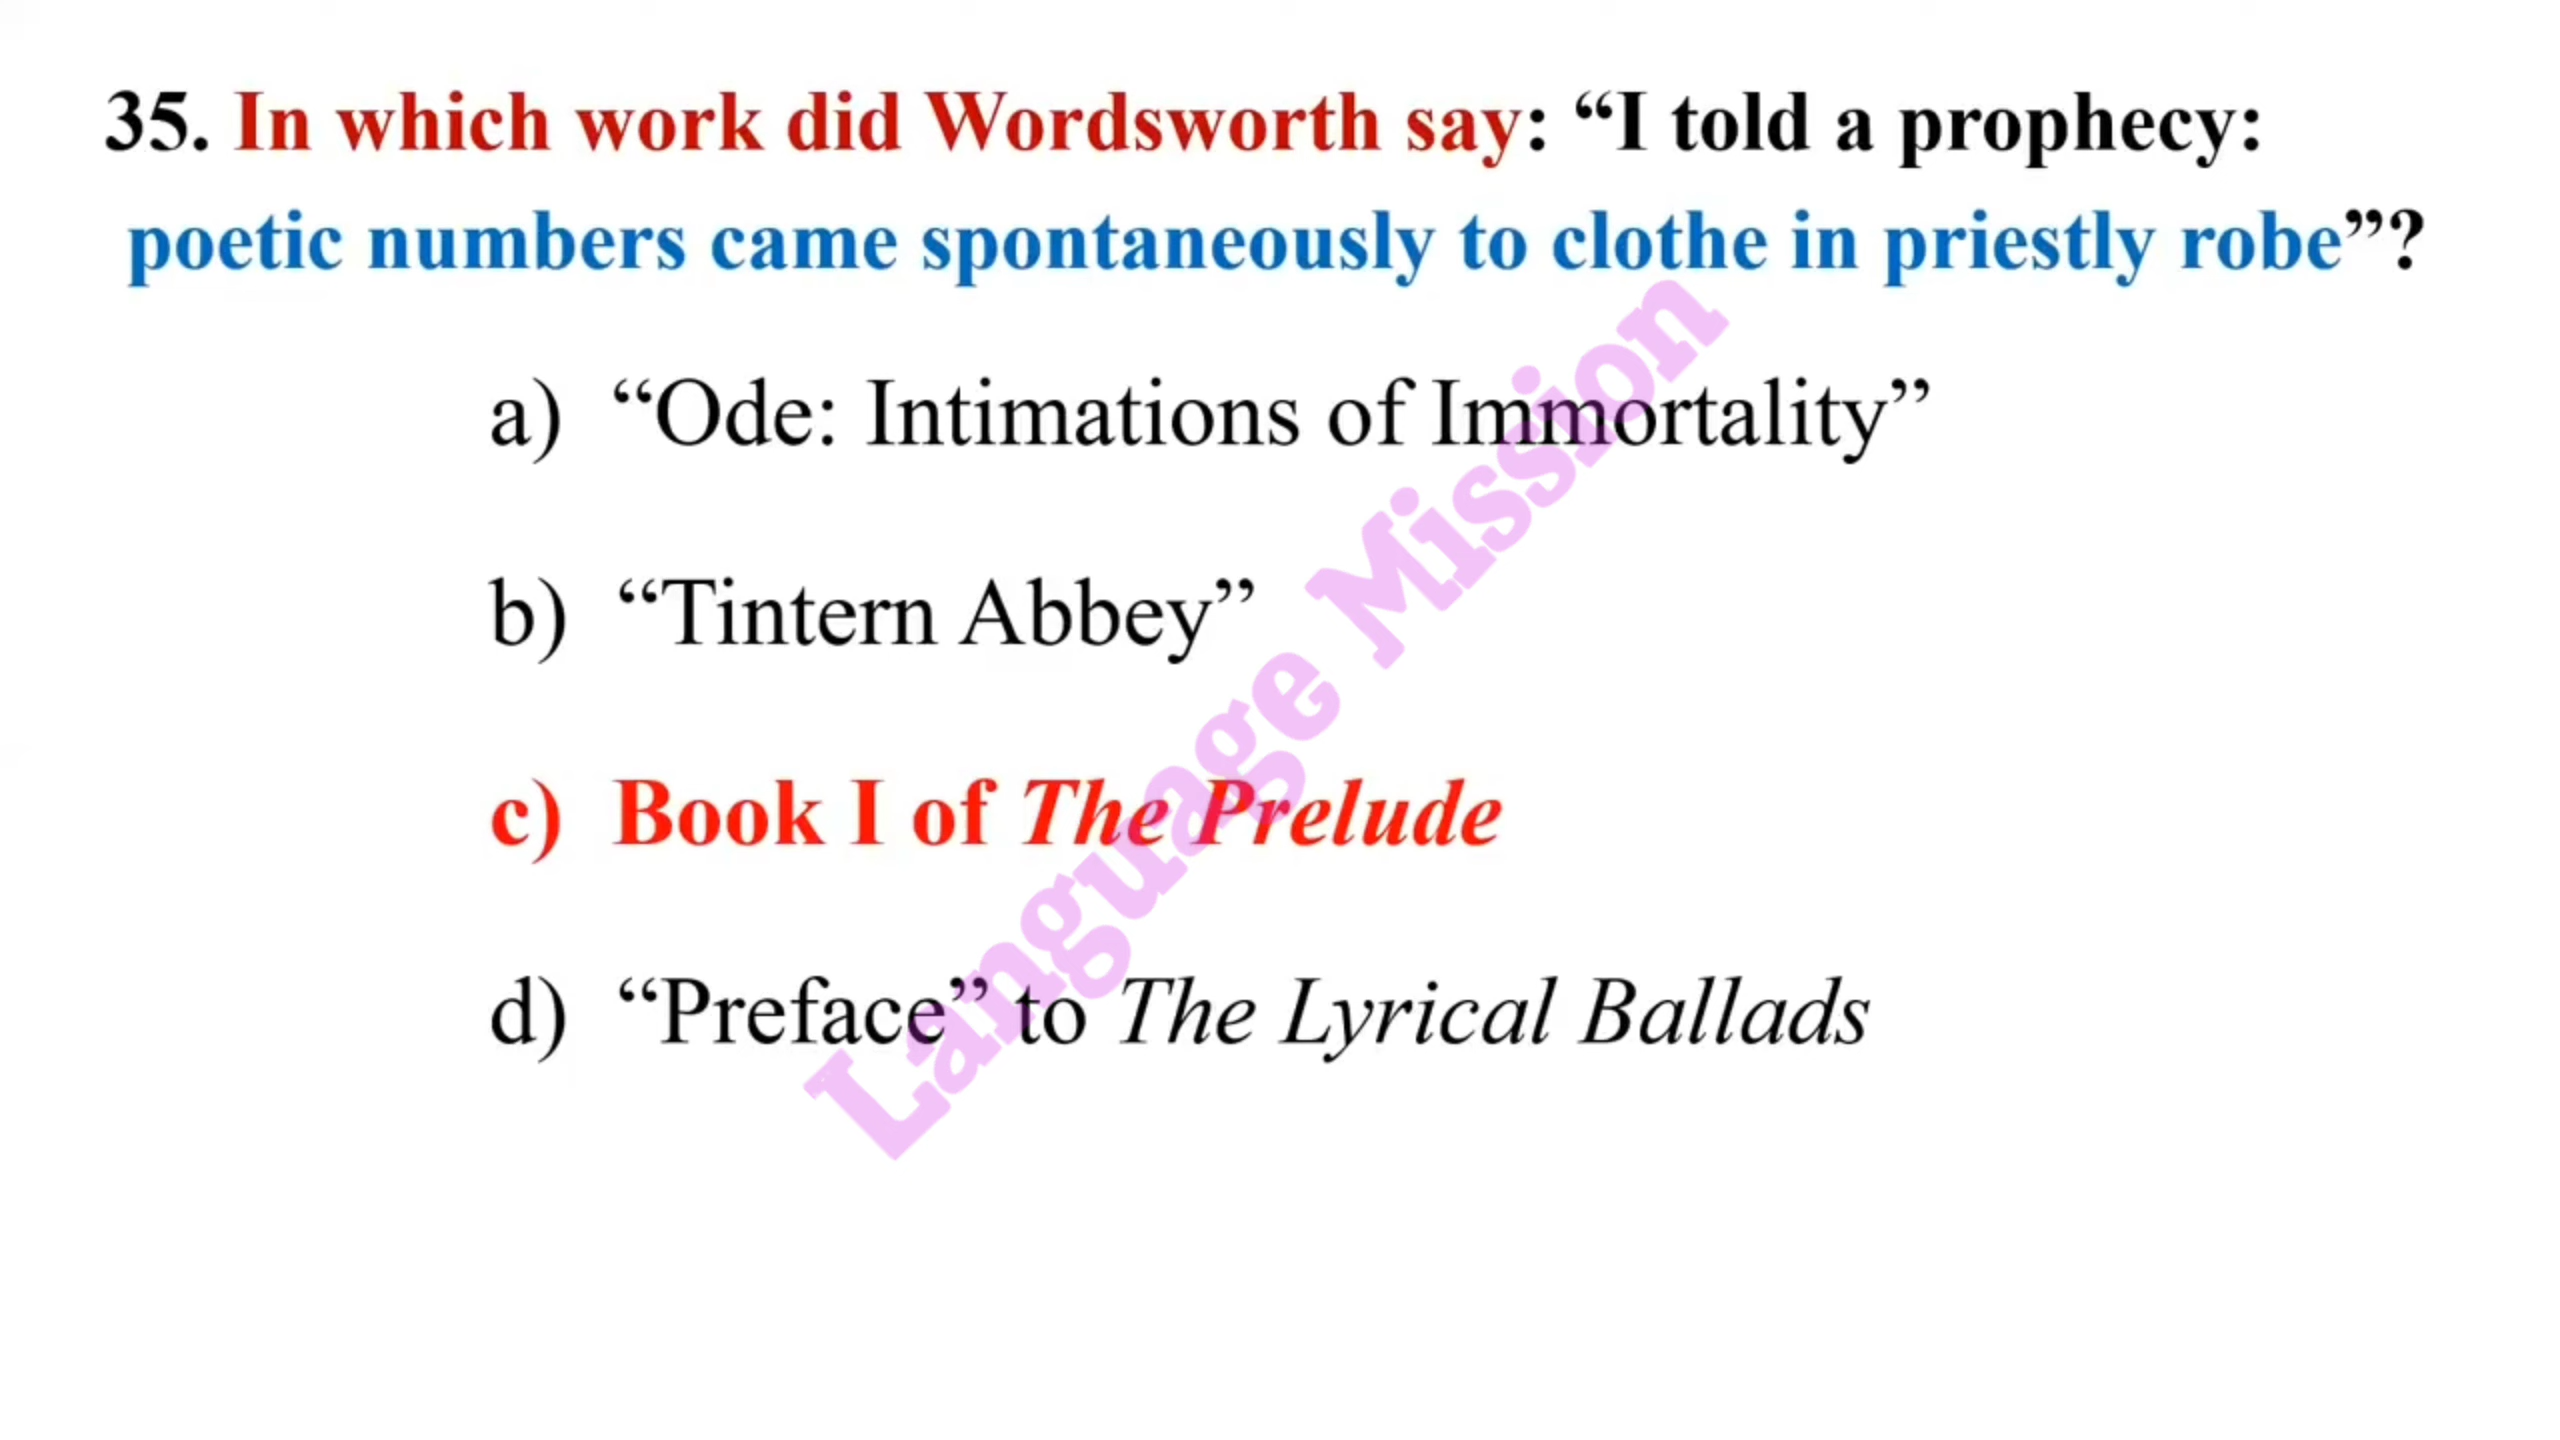 35. In which work did Wordsworth say: “I told a prophecy:
poetic numbers came spontaneously to clothe in priestly robe”?
a) “Ode: Intimations of Immortality”
b) “Tintern Abbey”
c) Book I of The Prelude
d) “Preface” to The Lyrical Ballads
Language Mission